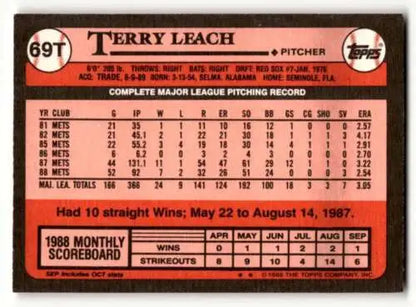 69T
TERRY LEACH
PITCHER
TOPPS
6'0" 205 lb. THROWS: RIGHT BATS: RIGHT DRFT: RED SOX #7-JAN. 1976
ACQ: TRADE, 6-9-89 BORN: 3-13-54, SELMA, ALABAMA HOME: SEMINOLE, FLA.
COMPLETE MAJOR LEAGUE PITCHING RECORD
YR CLUB G IP W L R ER SO BB GS CG SHO SV ERA
81 METS 21 35 1 1 11 10 16 12 1 0 0 0 2.57
82 METS 21 45.1 2 1 22 21 30 18 1 1 1 3 4.17
85 METS 22 55.2 3 4 19 18 30 14 4 1 1 1 2.91
86 METS 6 6.2 0 0 3 2 4 3 0 0 0 0 2.70
87 METS 44 131.1 11 1 54 47 61 29 12 1 1 0 3.22
88 METS 52 92 7 2 32 26 51 24 0 0 0 3 2.54
MAJ. LEA. TOTALS 166 366 24 9 141 124 192 100 18 3 3 7 3.05
Had 10 straight Wins; May 22 to August 14, 1987.
1988 MONTHLY SCOREBOARD
APR MAY JUN JUL AUG SEP
WINS 0 1 1 2 2 1
STRIKEOUTS 8 9 10 4 14 6
SEP includes OCT stats
© 1989 THE TOPPS COMPANY, INC.